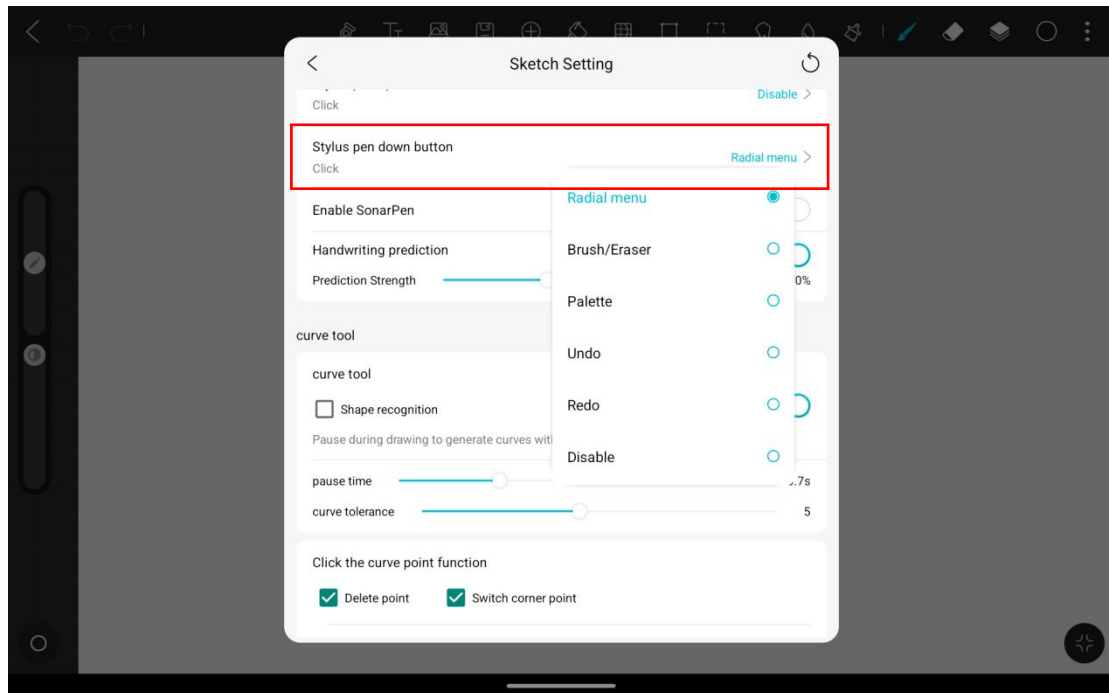 Sketch Setting
Click
Disable
Stylus pen down button
Click
Radial menu
Radial menu
Enable SonarPen
Brush/Eraser
Handwriting prediction
Prediction Strength
0%
Palette
curve tool
Undo
curve tool
Redo
Shape recognition
Pause during drawing to generate curves wit
Disable
pause time
.7s
curve tolerance
5
Click the curve point function
Delete point
Switch corner point